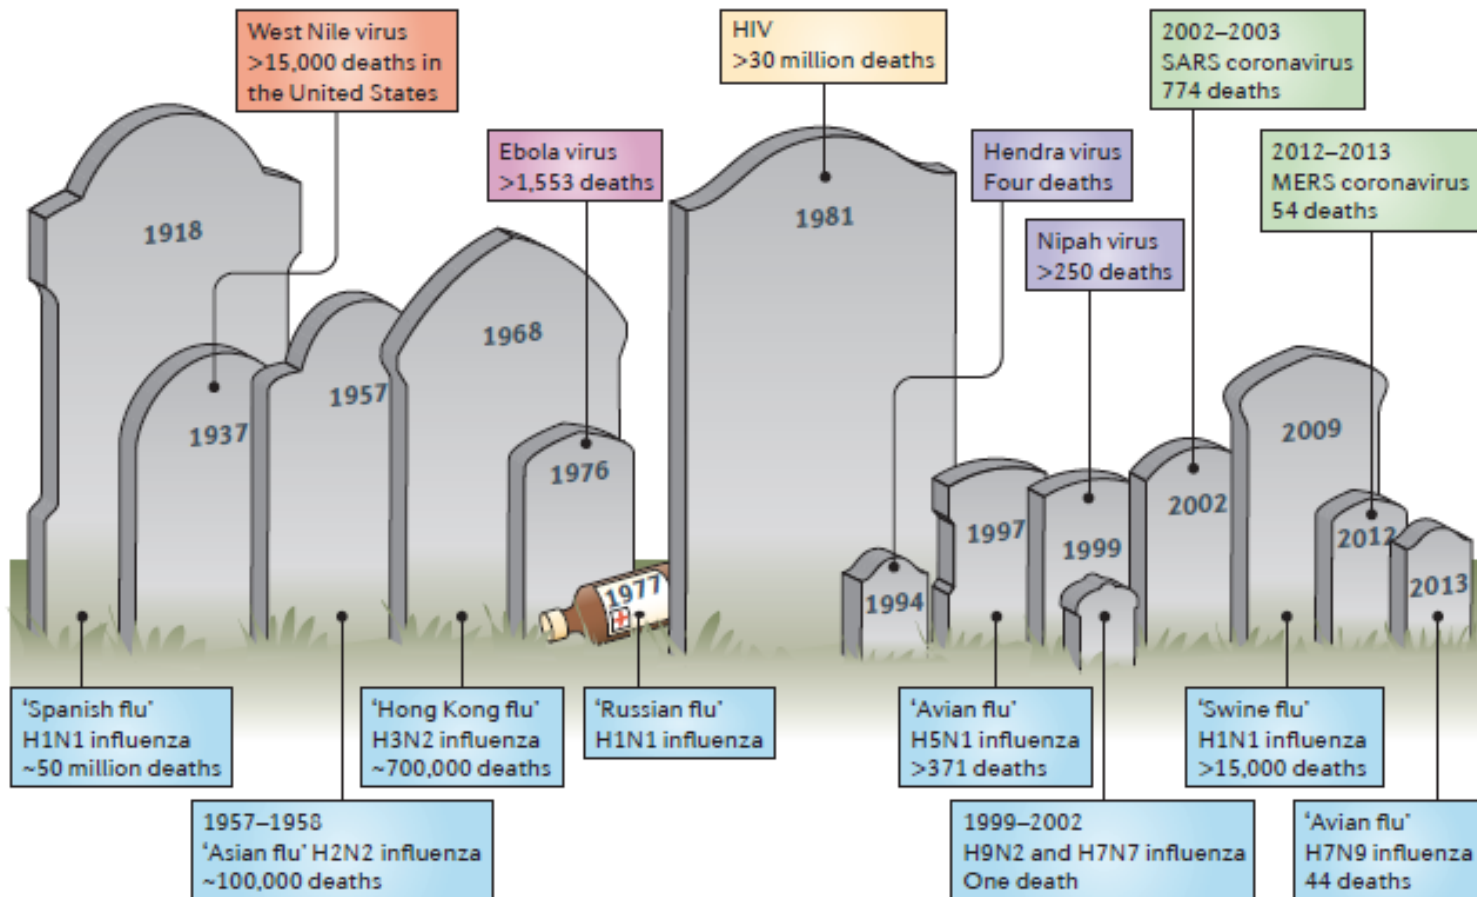 West Nile virus
>15,000 deaths in
the United States
HIV
>30 million deaths
2002–2003
SARS coronavirus
774 deaths
Ebola virus
>1,553 deaths
Hendra virus
Four deaths
2012–2013
MERS coronavirus
54 deaths
Nipah virus
>250 deaths
1918
1937
1957
1968
1976
1977
1981
1994
1997
1999
2002
2009
2012
2013
‘Spanish flu’
H1N1 influenza
~50 million deaths
‘Hong Kong flu’
H3N2 influenza
~700,000 deaths
‘Russian flu’
H1N1 influenza
‘Avian flu’
H5N1 influenza
>371 deaths
‘Swine flu’
H1N1 influenza
>15,000 deaths
1957–1958
‘Asian flu’ H2N2 influenza
~100,000 deaths
1999–2002
H9N2 and H7N7 influenza
One death
‘Avian flu’
H7N9 influenza
44 deaths